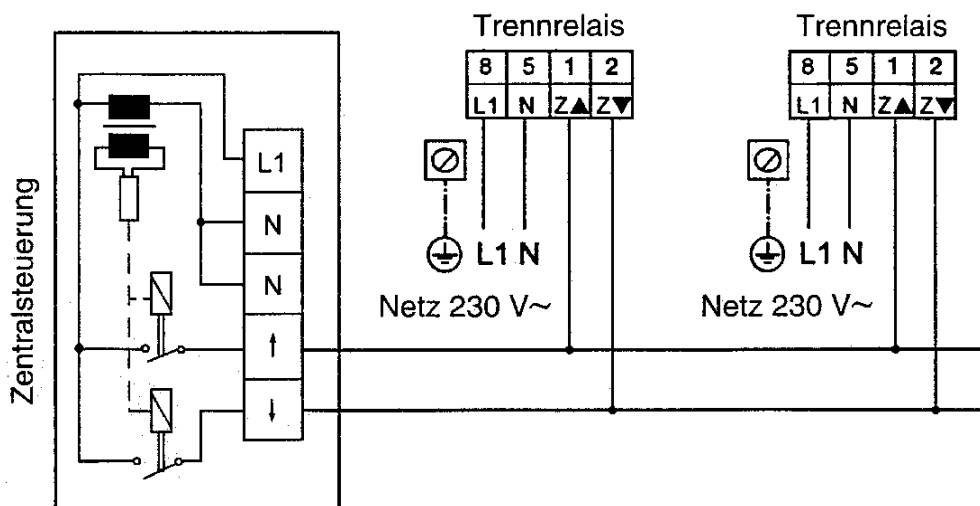 Zentralsteuerung
L1
N
N
↑
↓
Trennrelais
8 5 1 2
L1 N Z▲ Z▼
L1 N
Netz 230 V~
Trennrelais
8 5 1 2
L1 N Z▲ Z▼
L1 N
Netz 230 V~